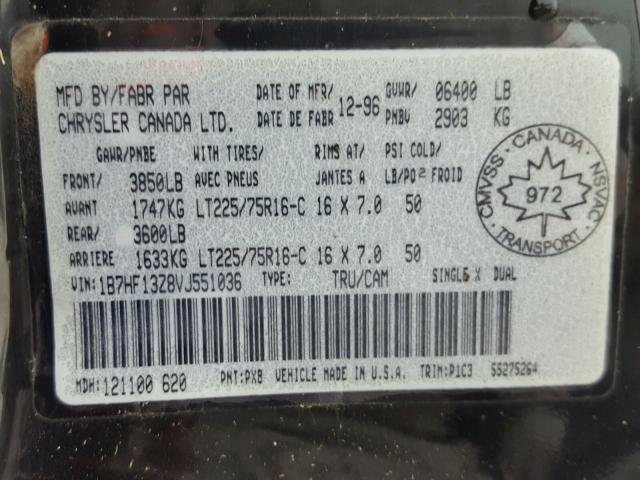 MFD BY/FABR PAR DATE OF MFR/ GVWR/ 06400 LB
CHRYSLER CANADA LTD. DATE DE FABR 12-96 PNBV 2903 KG
GAWR/PNBE WITH TIRES/ RIMS AT/ PSI COLD/
FRONT/ 3850LB AVEC PNEUS JANTES A LB/PO² FROID
AVANT 1747KG LT225/75R16-C 16 X 7.0 50
REAR/ 3600LB
ARRIERE 1633KG LT225/75R16-C 16 X 7.0 50
VIN:1B7HF13Z8VJ551036 TYPE: TRU/CAM SINGLE X DUAL
MDH:121100 620 PNT:PX8 VEHICLE MADE IN U.S.A. TRIM:P1C3 55275264
CMVSS · CANADA · NSVAC
972
TRANSPORT